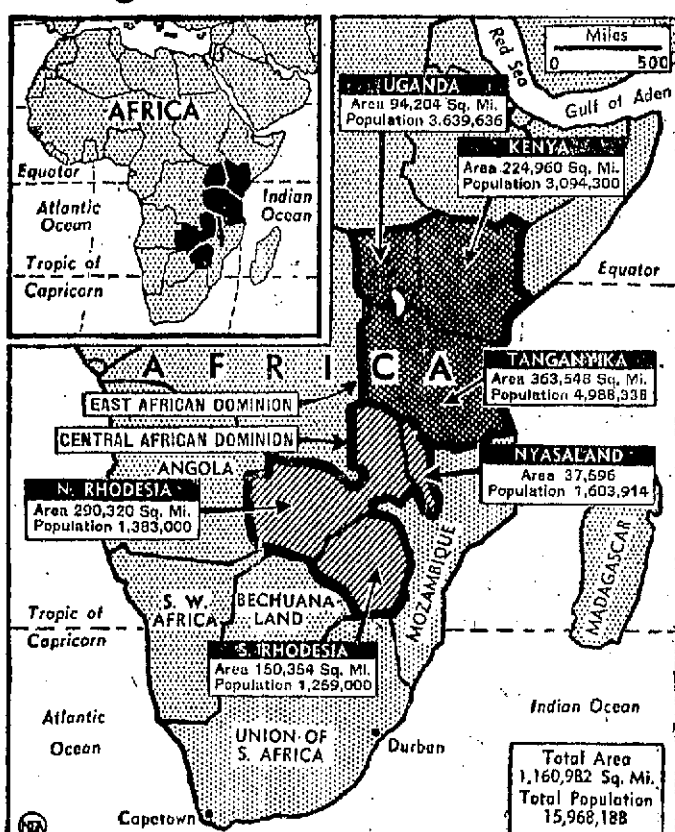 AFRICA
Equator
Atlantic
Ocean
Indian
Ocean
Tropic of
Capricorn
Red Sea
Miles
0 500
Gulf of Aden
UGANDA
Area 94,204 Sq. Mi.
Population 3,639,636
KENYA
Area 224,960 Sq. Mi.
Population 3,094,300
Equator
AFRICA
TANGANYIKA
Area 363,548 Sq. Mi.
Population 4,988,338
EAST AFRICAN DOMINION
CENTRAL AFRICAN DOMINION
ANGOLA
NYASALAND
Area 37,596
Population 1,603,914
N. RHODESIA
Area 290,320 Sq. Mi.
Population 1,383,000
MOZAMBIQUE
MADAGASCAR
S. W.
AFRICA
BECHUANA-
LAND
Tropic of
Capricorn
S. RHODESIA
Area 150,354 Sq. Mi.
Population 1,259,000
Atlantic
Ocean
UNION OF
S. AFRICA
Durban
Indian Ocean
Capetown
Total Area
1,160,982 Sq. Mi.
Total Population
15,968,188
NEA